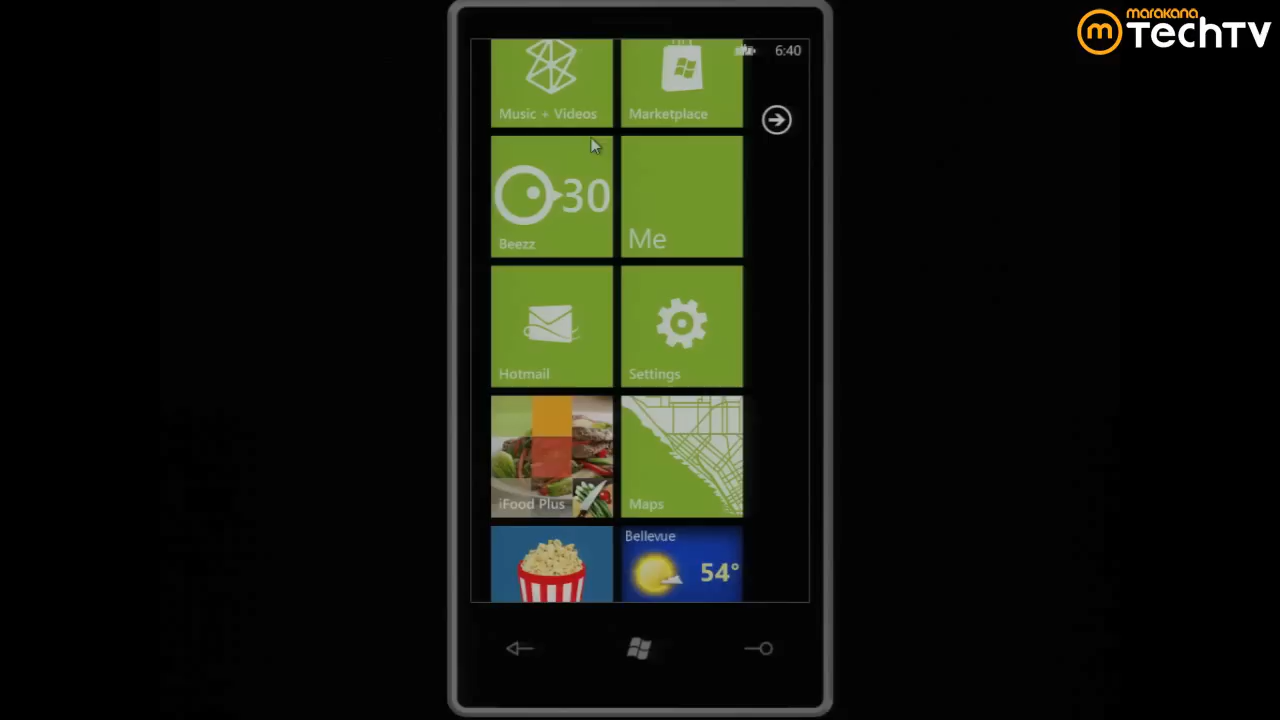 marakana
m TechTV
6:40
Music + Videos
Marketplace
30
Beezz
Me
Hotmail
Settings
iFood Plus
Maps
Bellevue
54°